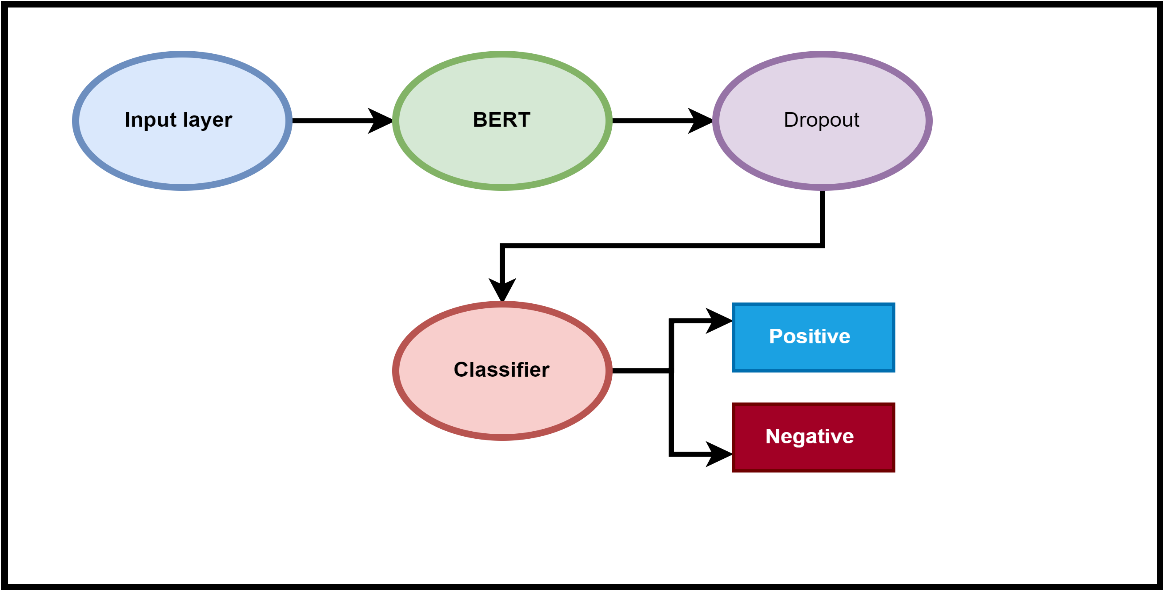 Input layer
BERT
Dropout
Classifier
Positive
Negative